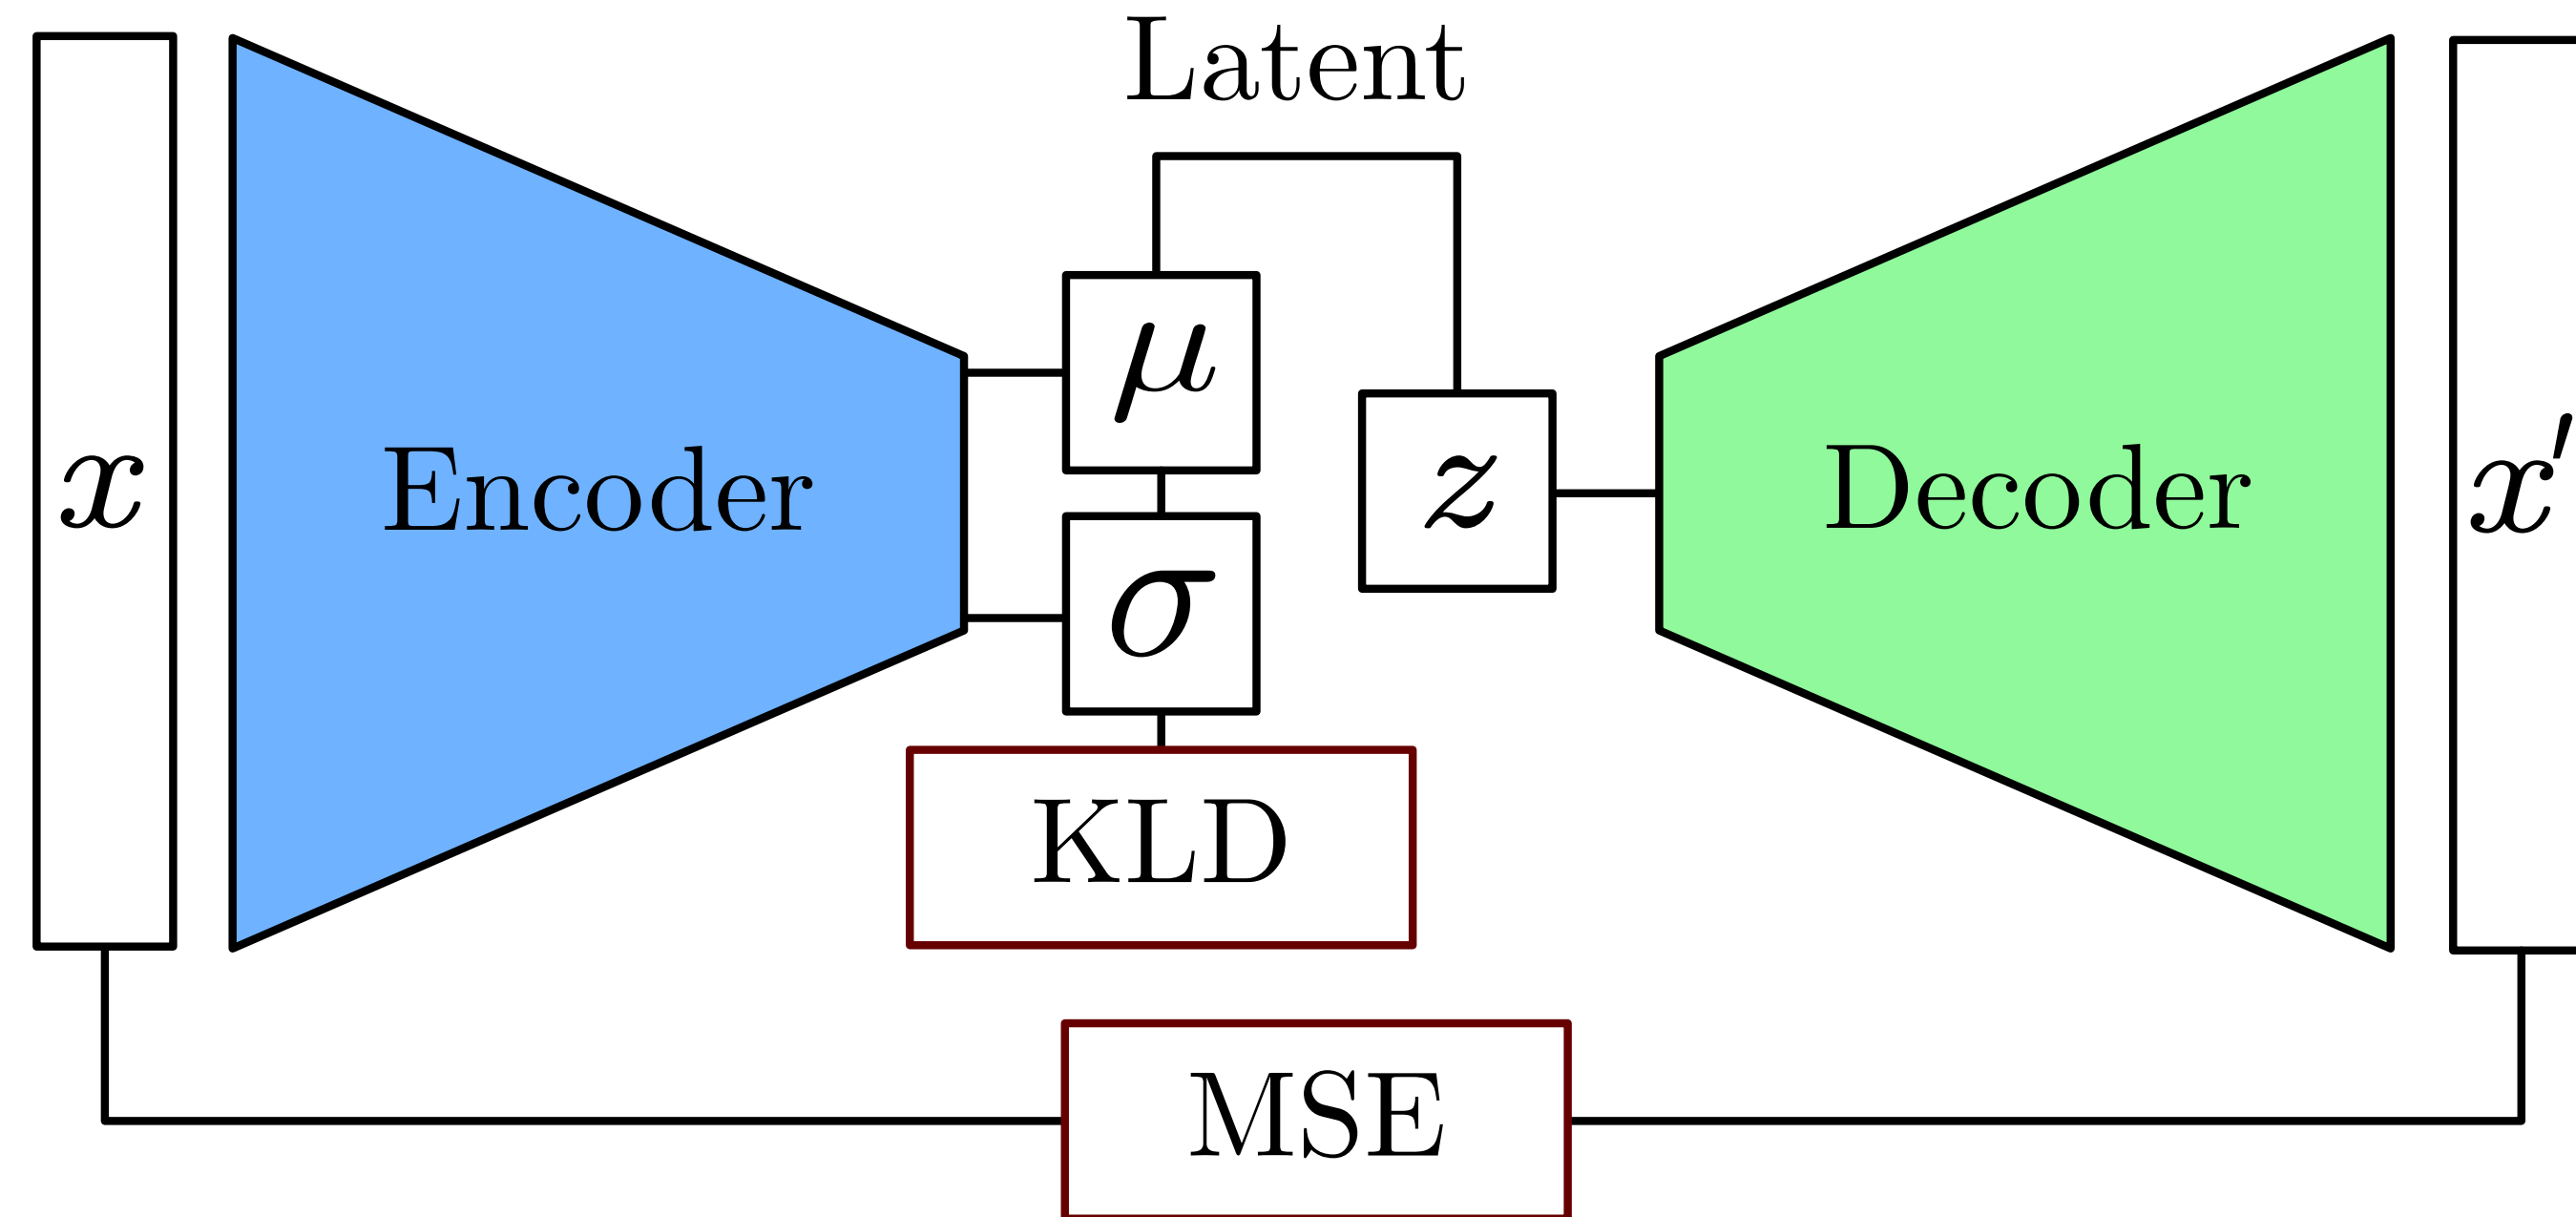 Latent
x
Encoder
μ
σ
z
Decoder
x′
KLD
MSE